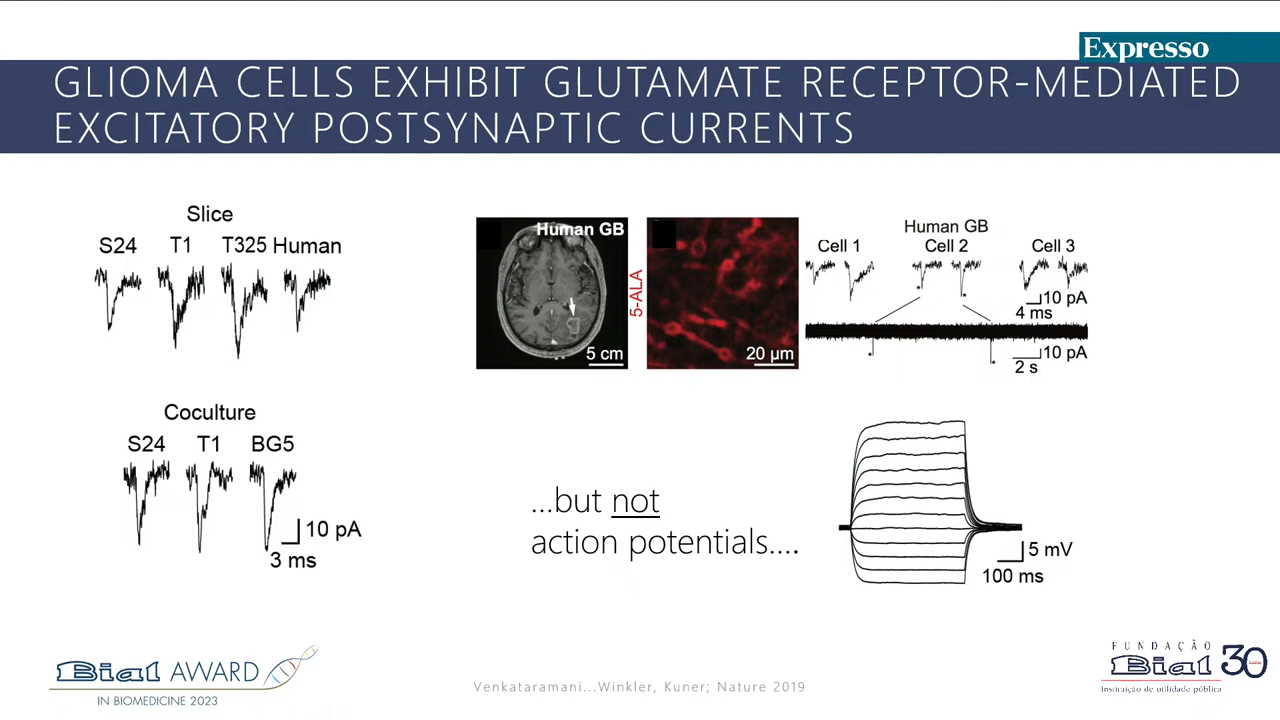 Expresso
GLIOMA CELLS EXHIBIT GLUTAMATE RECEPTOR-MEDIATED
EXCITATORY POSTSYNAPTIC CURRENTS
Slice
S24 T1 T325 Human
Coculture
S24 T1 BG5
10 pA
3 ms
Human GB
5 cm
5-ALA
20 µm
Human GB
Cell 1 Cell 2 Cell 3
10 pA
4 ms
10 pA
2 s
...but not
action potentials....
5 mV
100 ms
Bial AWARD
IN BIOMEDICINE 2023
Venkataramani...Winkler, Kuner; Nature 2019
FUNDAÇÃO
Bial 30
Instituição de utilidade pública